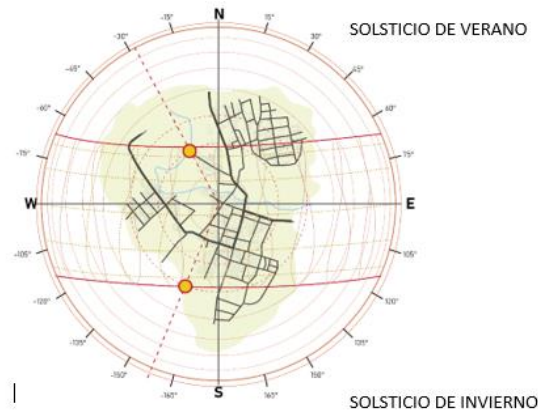 N
-15° 15°
SOLSTICIO DE VERANO
-30° 30°
-45° 45°
-60° 60°
-75° 75°
W E
-105° 105°
-120° 120°
-135° 135°
-150° 150°
-165° 165°
S
SOLSTICIO DE INVIERNO